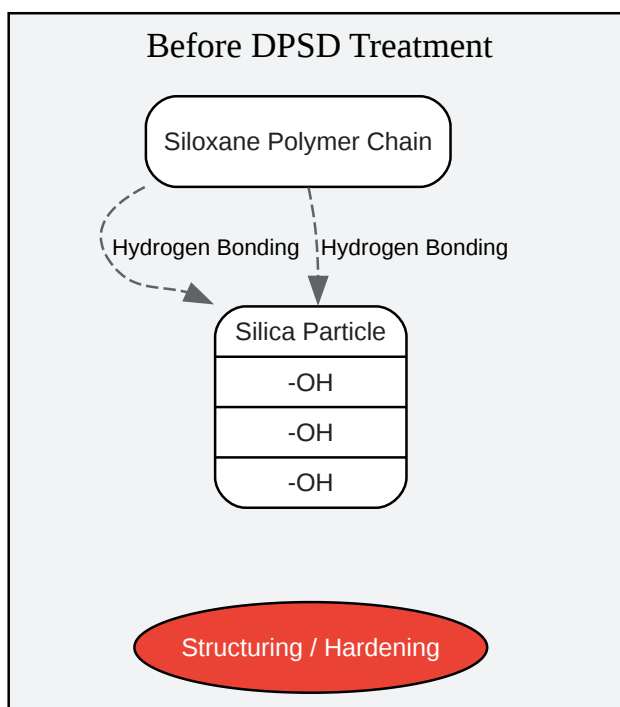 Before DPSD Treatment
Siloxane Polymer Chain
Hydrogen Bonding Hydrogen Bonding
Silica Particle
-OH
-OH
-OH
Structuring / Hardening